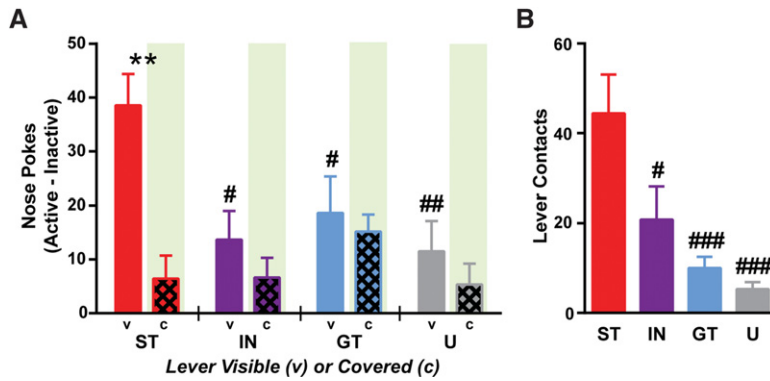 A
Nose Pokes
(Active - Inactive)
50
40
30
20
10
0
**
#
#
##
v c v c v c v c
ST IN GT U
Lever Visible (v) or Covered (c)
B
Lever Contacts
60
40
20
0
#
###
###
ST IN GT U